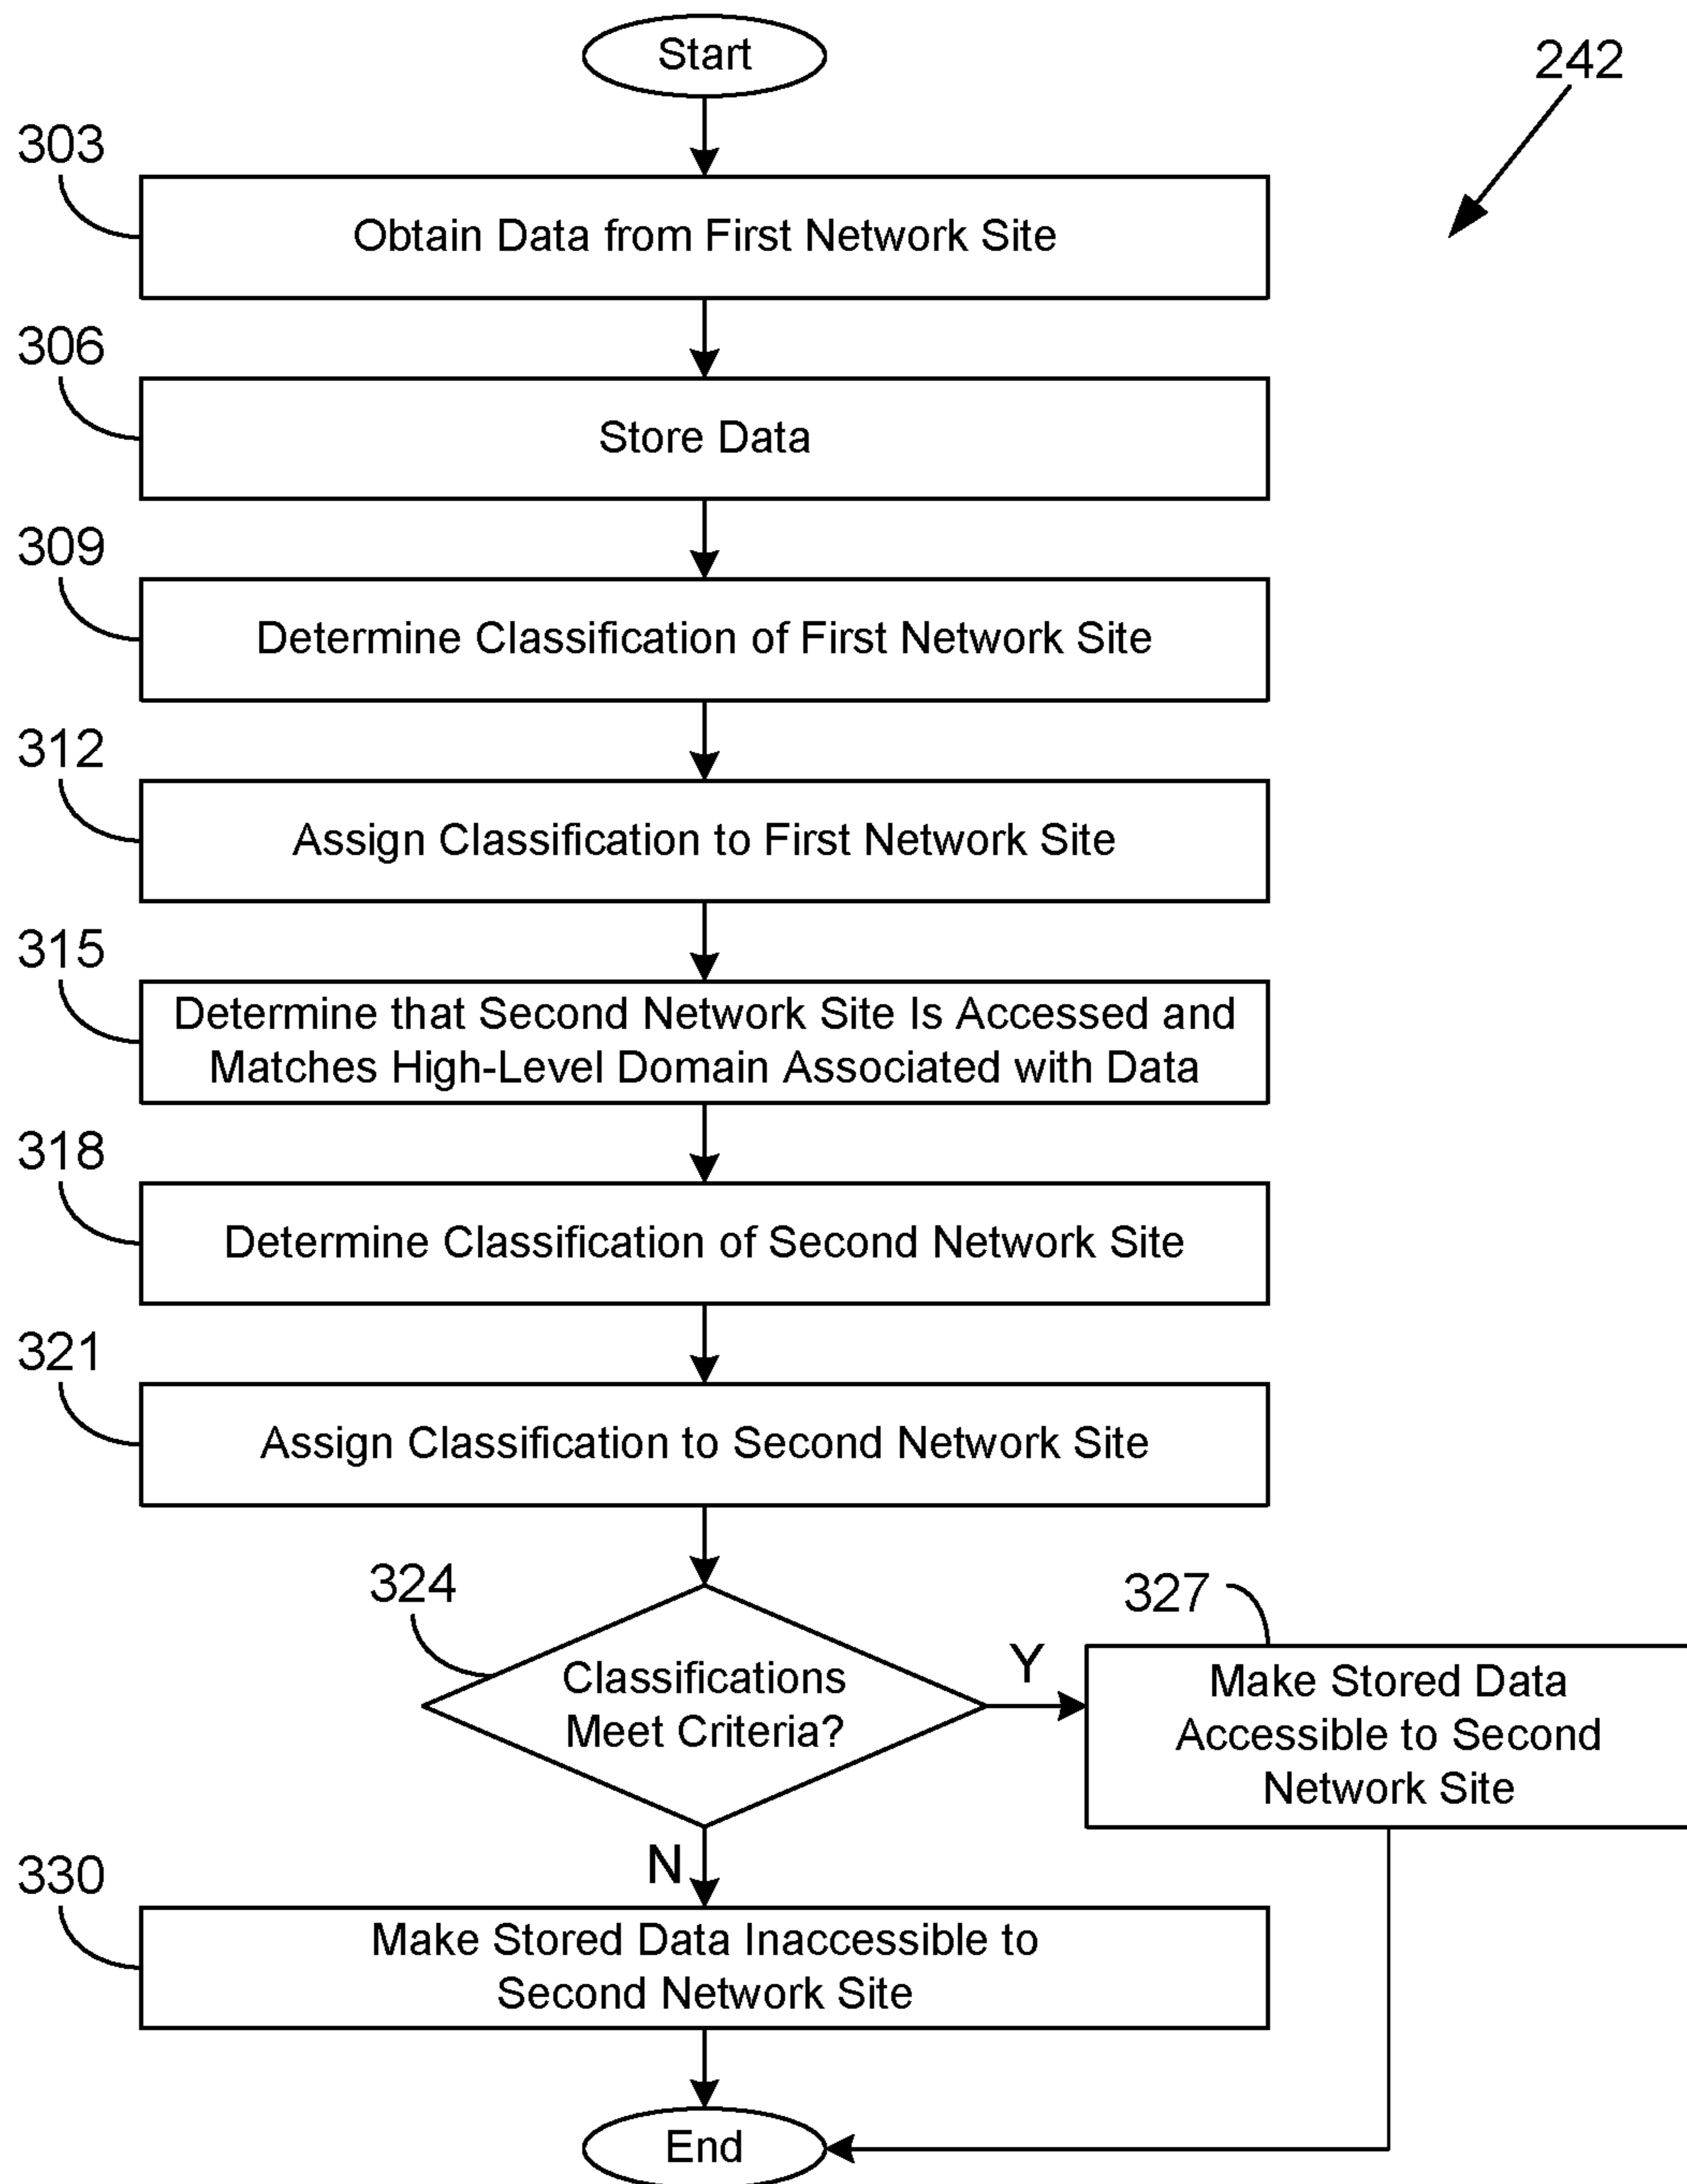 Start
242
303
Obtain Data from First Network Site
306
Store Data
309
Determine Classification of First Network Site
312
Assign Classification to First Network Site
315
Determine that Second Network Site Is Accessed and
Matches High-Level Domain Associated with Data
318
Determine Classification of Second Network Site
321
Assign Classification to Second Network Site
324
Classifications
Meet Criteria?
Y
327
Make Stored Data
Accessible to Second
Network Site
N
330
Make Stored Data Inaccessible to
Second Network Site
End